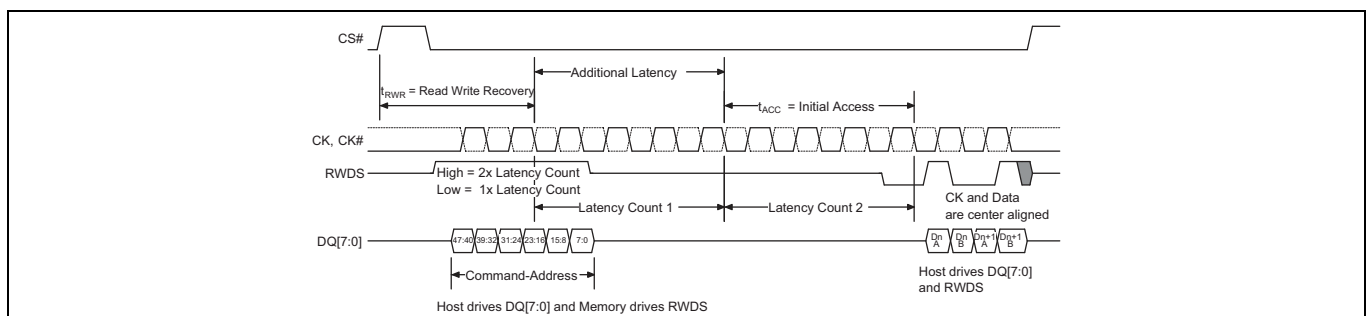 CS#
Additional Latency
tRWR = Read Write Recovery
tACC = Initial Access
CK, CK#
RWDS
High = 2x Latency Count
Low = 1x Latency Count
CK and Data
are center aligned
Latency Count 1
Latency Count 2
DQ[7:0]
47:40 39:32 31:24 23:16 15:8 7:0
Dn A
Dn B
Dn+1 A
Dn+1 B
Command-Address
Host drives DQ[7:0]
and RWDS
Host drives DQ[7:0] and Memory drives RWDS